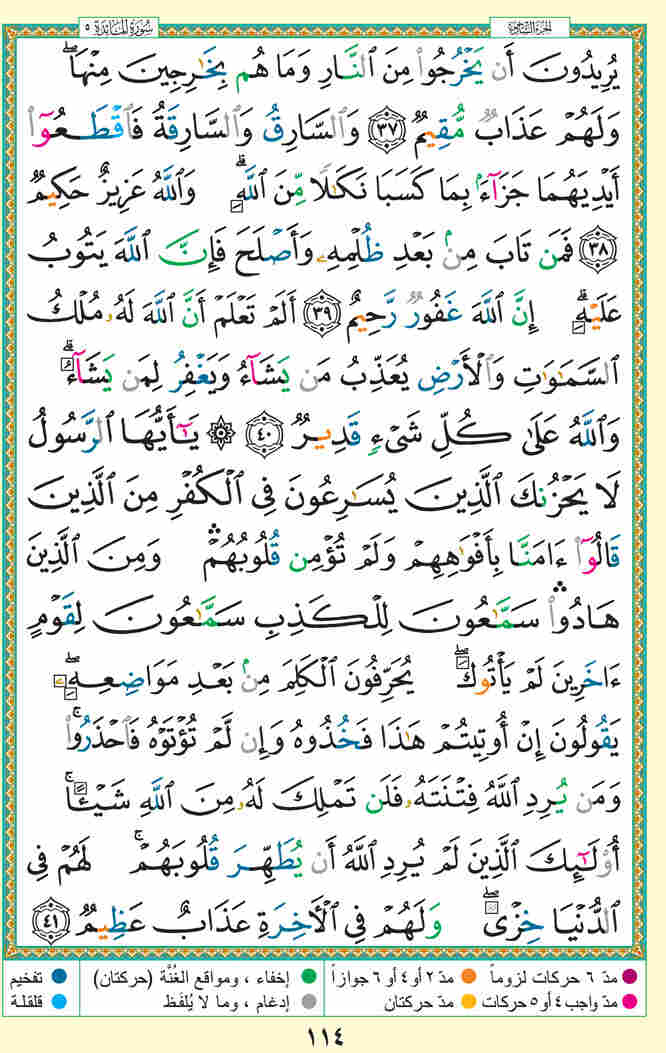 سُورَةُ المَائـدَة ٥
الجزء السَّادِسُ
يُرِيدُونَ أَن يَخْرُجُوا۟ مِنَ ٱلنَّارِ وَمَا هُم بِخَـٰرِجِينَ مِنْهَا ۖ
وَلَهُمْ عَذَابٌ مُّقِيمٌ ٣٧ وَٱلسَّارِقُ وَٱلسَّارِقَةُ فَٱقْطَعُوٓا۟
أَيْدِيَهُمَا جَزَآءًۢ بِمَا كَسَبَا نَكَـٰلًا مِّنَ ٱللَّهِ ۗ وَٱللَّهُ عَزِيزٌ حَكِيمٌ
٣٨ فَمَن تَابَ مِنۢ بَعْدِ ظُلْمِهِۦ وَأَصْلَحَ فَإِنَّ ٱللَّهَ يَتُوبُ
عَلَيْهِ ۗ إِنَّ ٱللَّهَ غَفُورٌ رَّحِيمٌ ٣٩ أَلَمْ تَعْلَمْ أَنَّ ٱللَّهَ لَهُۥ مُلْكُ
ٱلسَّمَـٰوَٰتِ وَٱلْأَرْضِ يُعَذِّبُ مَن يَشَآءُ وَيَغْفِرُ لِمَن يَشَآءُ ۗ
وَٱللَّهُ عَلَىٰ كُلِّ شَىْءٍ قَدِيرٌ ٤٠ ۞ يَـٰٓأَيُّهَا ٱلرَّسُولُ
لَا يَحْزُنكَ ٱلَّذِينَ يُسَـٰرِعُونَ فِى ٱلْكُفْرِ مِنَ ٱلَّذِينَ
قَالُوٓا۟ ءَامَنَّا بِأَفْوَٰهِهِمْ وَلَمْ تُؤْمِن قُلُوبُهُمْ ۛ وَمِنَ ٱلَّذِينَ
هَادُوا۟ ۛ سَمَّـٰعُونَ لِلْكَذِبِ سَمَّـٰعُونَ لِقَوْمٍ
ءَاخَرِينَ لَمْ يَأْتُوكَ ۖ يُحَرِّفُونَ ٱلْكَلِمَ مِنۢ بَعْدِ مَوَاضِعِهِۦ ۖ
يَقُولُونَ إِنْ أُوتِيتُمْ هَـٰذَا فَخُذُوهُ وَإِن لَّمْ تُؤْتَوْهُ فَٱحْذَرُوا۟ ۚ
وَمَن يُرِدِ ٱللَّهُ فِتْنَتَهُۥ فَلَن تَمْلِكَ لَهُۥ مِنَ ٱللَّهِ شَيْـًٔا ۚ
أُو۟لَـٰٓئِكَ ٱلَّذِينَ لَمْ يُرِدِ ٱللَّهُ أَن يُطَهِّرَ قُلُوبَهُمْ ۚ لَهُمْ فِى
ٱلدُّنْيَا خِزْىٌ ۖ وَلَهُمْ فِى ٱلْـَٔاخِرَةِ عَذَابٌ عَظِيمٌ ٤١
مدّ ٦ حركات لزوماً
مدّ ٢ أو ٤ أو ٦ جوازاً
إخفاء ، ومواقع الغُنَّة (حركتان)
تفخيم
مدّ واجب ٤ أو ٥ حركات
مدّ حركتان
إدغام ، وما لا يُلفَظ
قلقلة
١١٤